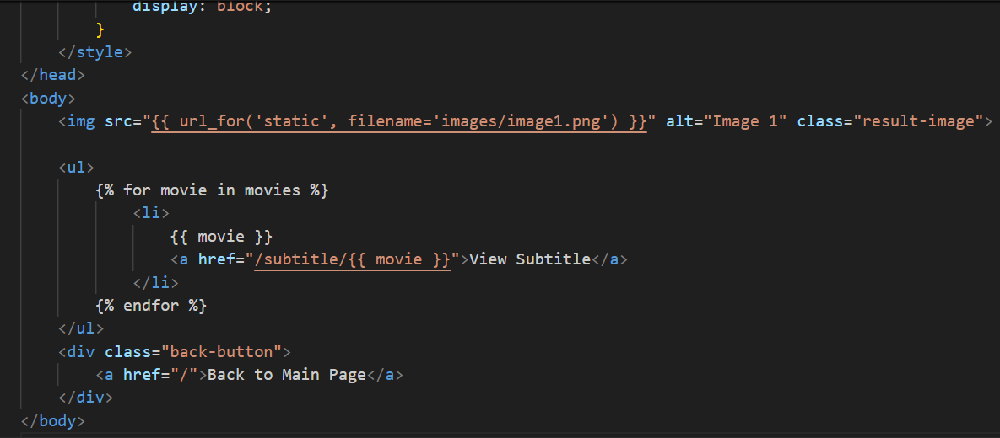 display: block;
}
</style>
</head>
<body>
<img src="{{ url_for('static', filename='images/image1.png') }}" alt="Image 1" class="result-image">
<ul>
{% for movie in movies %}
<li>
{{ movie }}
<a href="/subtitle/{{ movie }}">View Subtitle</a>
</li>
{% endfor %}
</ul>
<div class="back-button">
<a href="/">Back to Main Page</a>
</div>
</body>